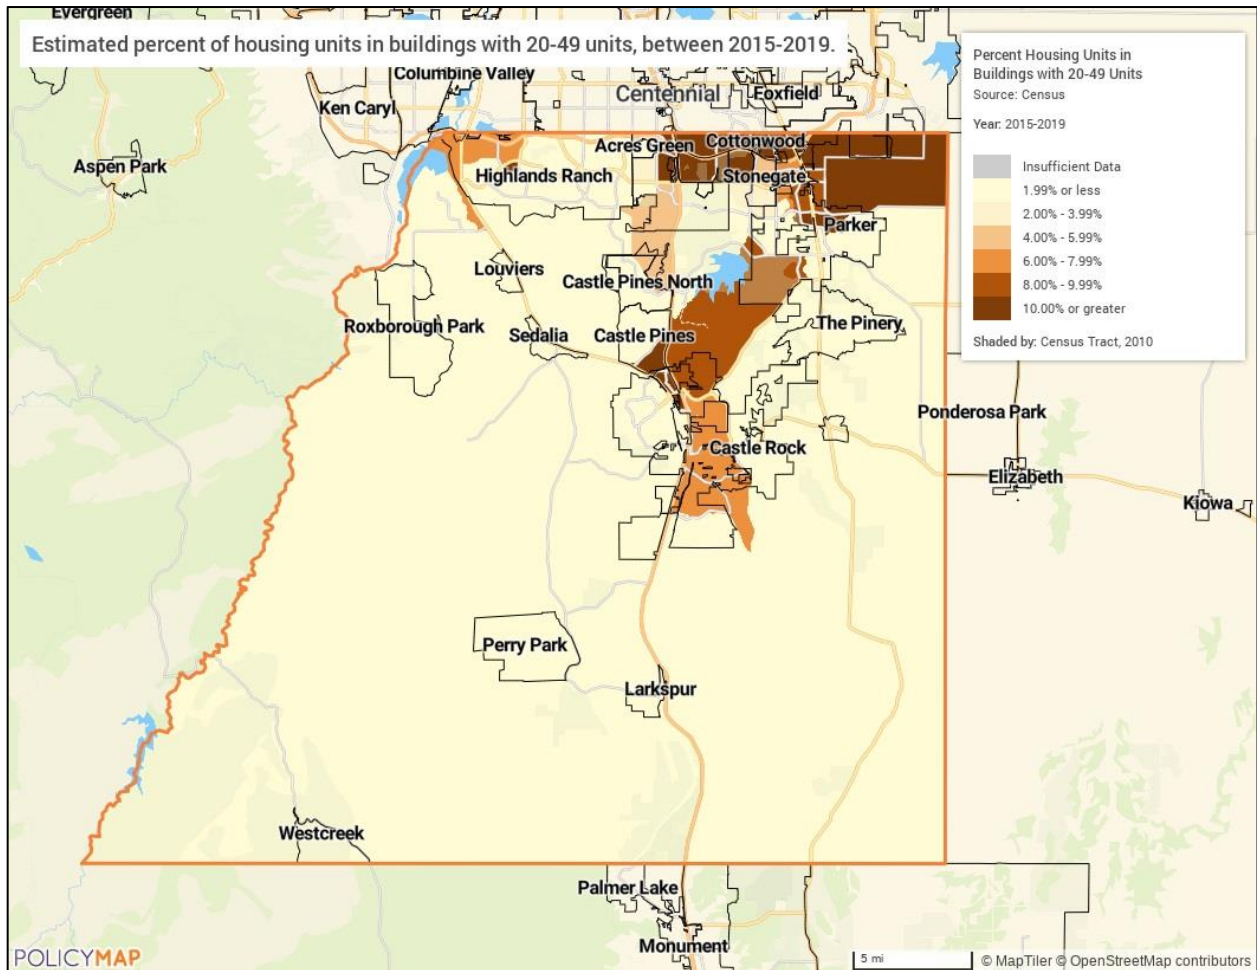 Evergreen
Estimated percent of housing units in buildings with 20-49 units, between 2015-2019.
Columbine Valley
Ken Caryl
Centennial
Foxfield
Aspen Park
Acres Green
Cottonwood
Highlands Ranch
Stonegate
Parker
Louviers
Castle Pines North
Roxborough Park
Sedalia
Castle Pines
The Pinery
Ponderosa Park
Castle Rock
Elizabeth
Kiowa
Perry Park
Larkspur
Westcreek
Palmer Lake
Monument
Percent Housing Units in
Buildings with 20-49 Units
Source: Census
Year: 2015-2019
Insufficient Data
1.99% or less
2.00% - 3.99%
4.00% - 5.99%
6.00% - 7.99%
8.00% - 9.99%
10.00% or greater
Shaded by: Census Tract, 2010
POLICYMAP
5 mi
© MapTiler © OpenStreetMap contributors